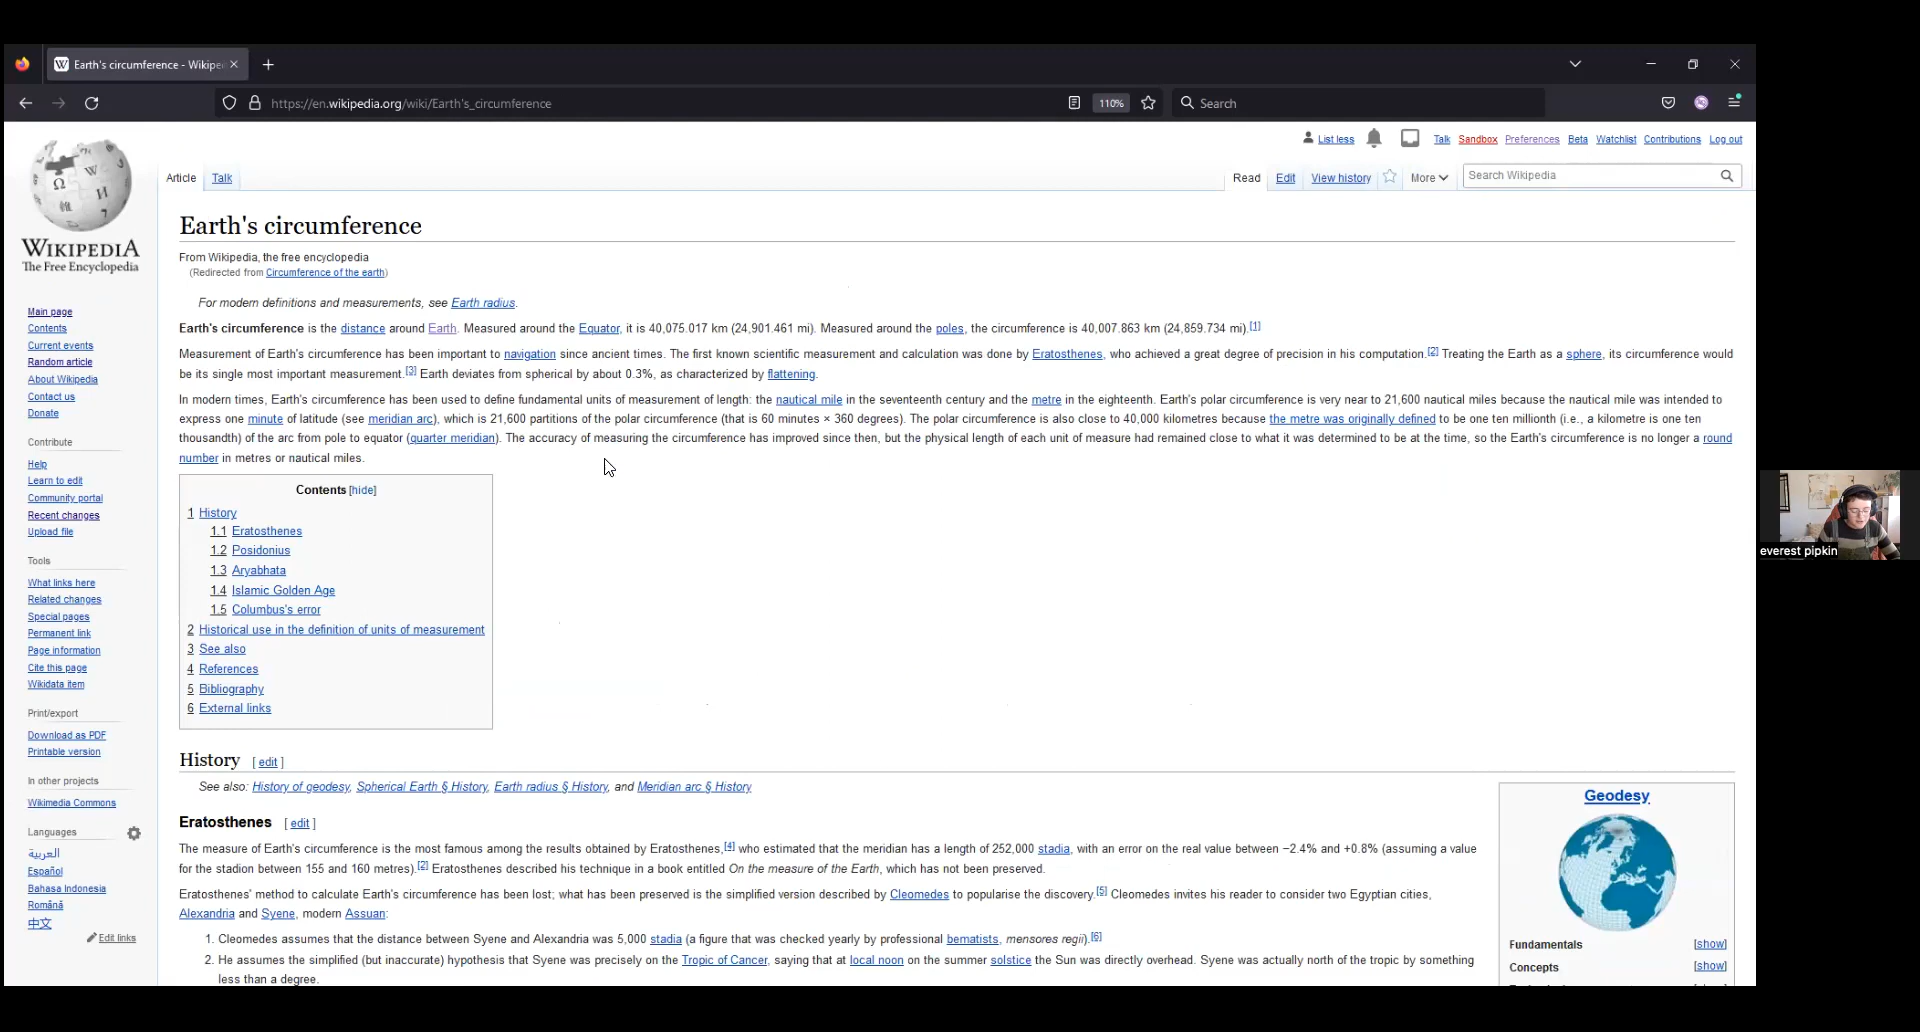 Earth's circumference - Wikipe
https://en.wikipedia.org/wiki/Earth's_circumference
110%
Search
WIKIPEDIA
The Free Encyclopedia
List less
Talk
Sandbox
Preferences
Beta
Watchlist
Contributions
Log out
Article
Talk
Read
Edit
View history
More
Search Wikipedia
Main page
Contents
Current events
Random article
About Wikipedia
Contact us
Donate
Contribute
Help
Learn to edit
Community portal
Recent changes
Upload file
Tools
What links here
Related changes
Special pages
Permanent link
Page information
Cite this page
Wikidata item
Print/export
Download as PDF
Printable version
In other projects
Wikimedia Commons
Languages
العربية
Español
Bahasa Indonesia
Română
中文
Edit links
Earth's circumference
From Wikipedia, the free encyclopedia
(Redirected from Circumference of the earth)
For modern definitions and measurements, see Earth radius.
Earth's circumference is the distance around Earth. Measured around the Equator, it is 40,075.017 km (24,901.461 mi). Measured around the poles, the circumference is 40,007.863 km (24,859.734 mi).[1]
Measurement of Earth's circumference has been important to navigation since ancient times. The first known scientific measurement and calculation was done by Eratosthenes, who achieved a great degree of precision in his computation.[2] Treating the Earth as a sphere, its circumference would
be its single most important measurement.[3] Earth deviates from spherical by about 0.3%, as characterized by flattening.
In modern times, Earth's circumference has been used to define fundamental units of measurement of length: the nautical mile in the seventeenth century and the metre in the eighteenth. Earth's polar circumference is very near to 21,600 nautical miles because the nautical mile was intended to
express one minute of latitude (see meridian arc), which is 21,600 partitions of the polar circumference (that is 60 minutes × 360 degrees). The polar circumference is also close to 40,000 kilometres because the metre was originally defined to be one ten millionth (i.e., a kilometre is one ten
thousandth) of the arc from pole to equator (quarter meridian). The accuracy of measuring the circumference has improved since then, but the physical length of each unit of measure had remained close to what it was determined to be at the time, so the Earth's circumference is no longer a round
number in metres or nautical miles.
Contents [hide]
1 History
1.1 Eratosthenes
1.2 Posidonius
1.3 Aryabhata
1.4 Islamic Golden Age
1.5 Columbus's error
2 Historical use in the definition of units of measurement
3 See also
4 References
5 Bibliography
6 External links
History [ edit ]
See also: History of geodesy, Spherical Earth § History, Earth radius § History, and Meridian arc § History
Eratosthenes [ edit ]
The measure of Earth's circumference is the most famous among the results obtained by Eratosthenes,[4] who estimated that the meridian has a length of 252,000 stadia, with an error on the real value between −2.4% and +0.8% (assuming a value
for the stadion between 155 and 160 metres).[2] Eratosthenes described his technique in a book entitled On the measure of the Earth, which has not been preserved.
Eratosthenes' method to calculate Earth's circumference has been lost; what has been preserved is the simplified version described by Cleomedes to popularise the discovery.[5] Cleomedes invites his reader to consider two Egyptian cities,
Alexandria and Syene, modern Assuan:
1. Cleomedes assumes that the distance between Syene and Alexandria was 5,000 stadia (a figure that was checked yearly by professional bematists, mensores regii).[6]
2. He assumes the simplified (but inaccurate) hypothesis that Syene was precisely on the Tropic of Cancer, saying that at local noon on the summer solstice the Sun was directly overhead. Syene was actually north of the tropic by something
less than a degree.
Geodesy
Fundamentals [show]
Concepts [show]
everest pipkin